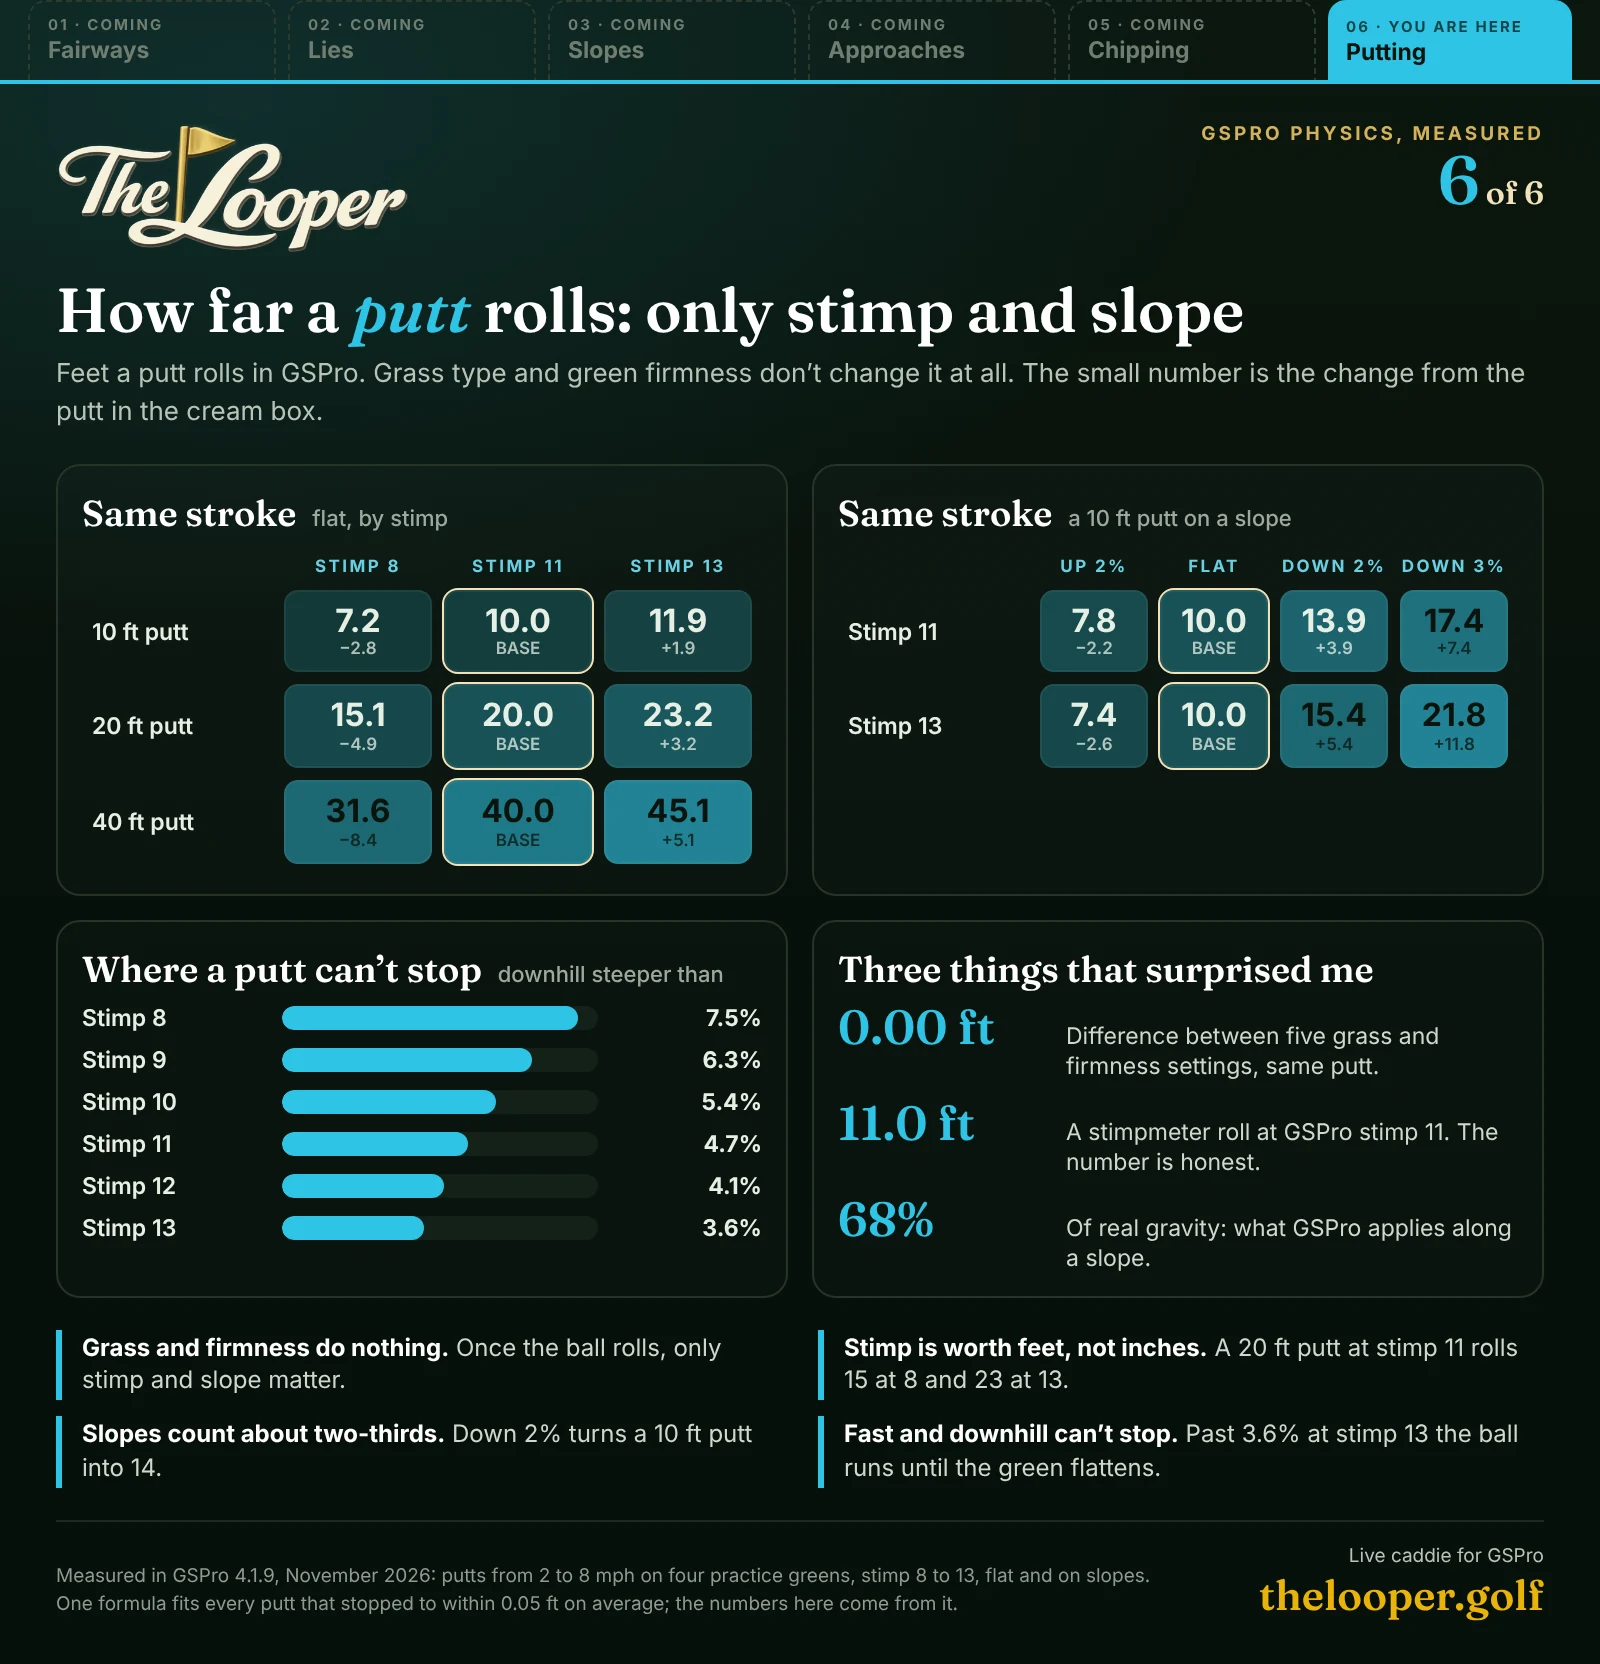 01 · COMING
Fairways
02 · COMING
Lies
03 · COMING
Slopes
04 · COMING
Approaches
05 · COMING
Chipping
06 · YOU ARE HERE
Putting
The Looper
GSPRO PHYSICS, MEASURED
6 of 6
How far a putt rolls: only stimp and slope
Feet a putt rolls in GSPro. Grass type and green firmness don’t change it at all. The small number is the change from the
putt in the cream box.
Same stroke flat, by stimp
STIMP 8 STIMP 11 STIMP 13
10 ft putt 7.2 10.0 11.9
−2.8 BASE +1.9
20 ft putt 15.1 20.0 23.2
−4.9 BASE +3.2
40 ft putt 31.6 40.0 45.1
−8.4 BASE +5.1
Same stroke a 10 ft putt on a slope
UP 2% FLAT DOWN 2% DOWN 3%
Stimp 11 7.8 10.0 13.9 17.4
−2.2 BASE +3.9 +7.4
Stimp 13 7.4 10.0 15.4 21.8
−2.6 BASE +5.4 +11.8
Where a putt can’t stop downhill steeper than
Stimp 8 7.5%
Stimp 9 6.3%
Stimp 10 5.4%
Stimp 11 4.7%
Stimp 12 4.1%
Stimp 13 3.6%
Three things that surprised me
0.00 ft
Difference between five grass and
firmness settings, same putt.
11.0 ft
A stimpmeter roll at GSPro stimp 11. The
number is honest.
68%
Of real gravity: what GSPro applies along
a slope.
Grass and firmness do nothing. Once the ball rolls, only
stimp and slope matter.
Stimp is worth feet, not inches. A 20 ft putt at stimp 11 rolls
15 at 8 and 23 at 13.
Slopes count about two-thirds. Down 2% turns a 10 ft putt
into 14.
Fast and downhill can’t stop. Past 3.6% at stimp 13 the ball
runs until the green flattens.
Measured in GSPro 4.1.9, November 2026: putts from 2 to 8 mph on four practice greens, stimp 8 to 13, flat and on slopes.
One formula fits every putt that stopped to within 0.05 ft on average; the numbers here come from it.
Live caddie for GSPro
thelooper.golf